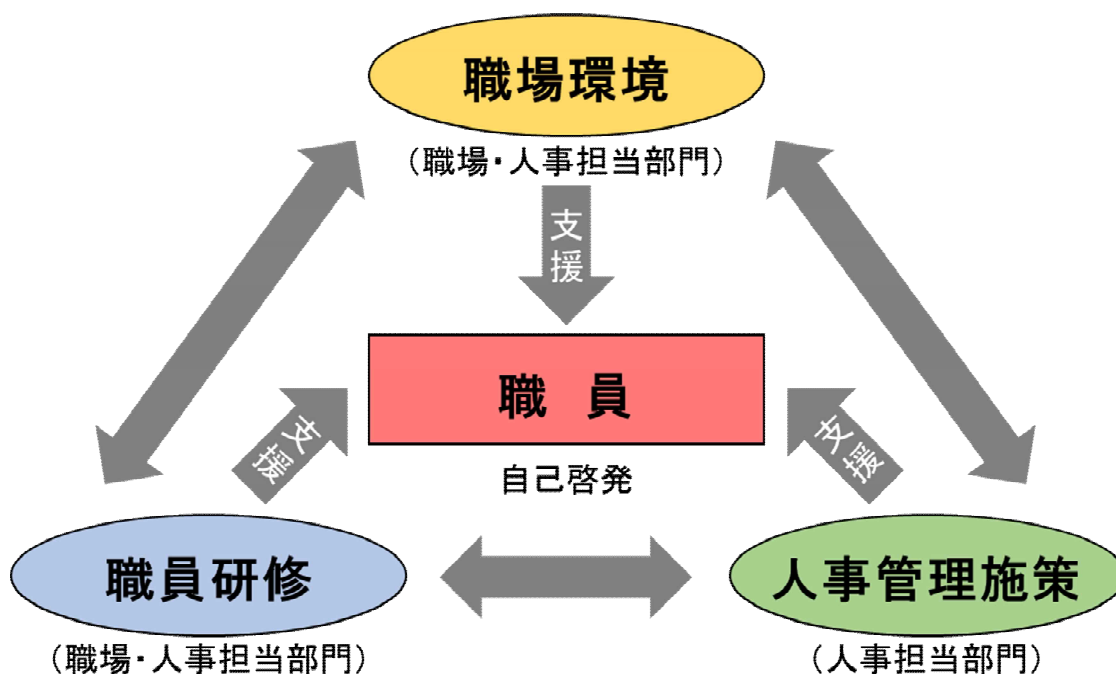 職場環境
（職場・人事担当部門）
支援
職　員
支援
支援
自己啓発
職員研修
人事管理施策
（職場・人事担当部門）
（人事担当部門）